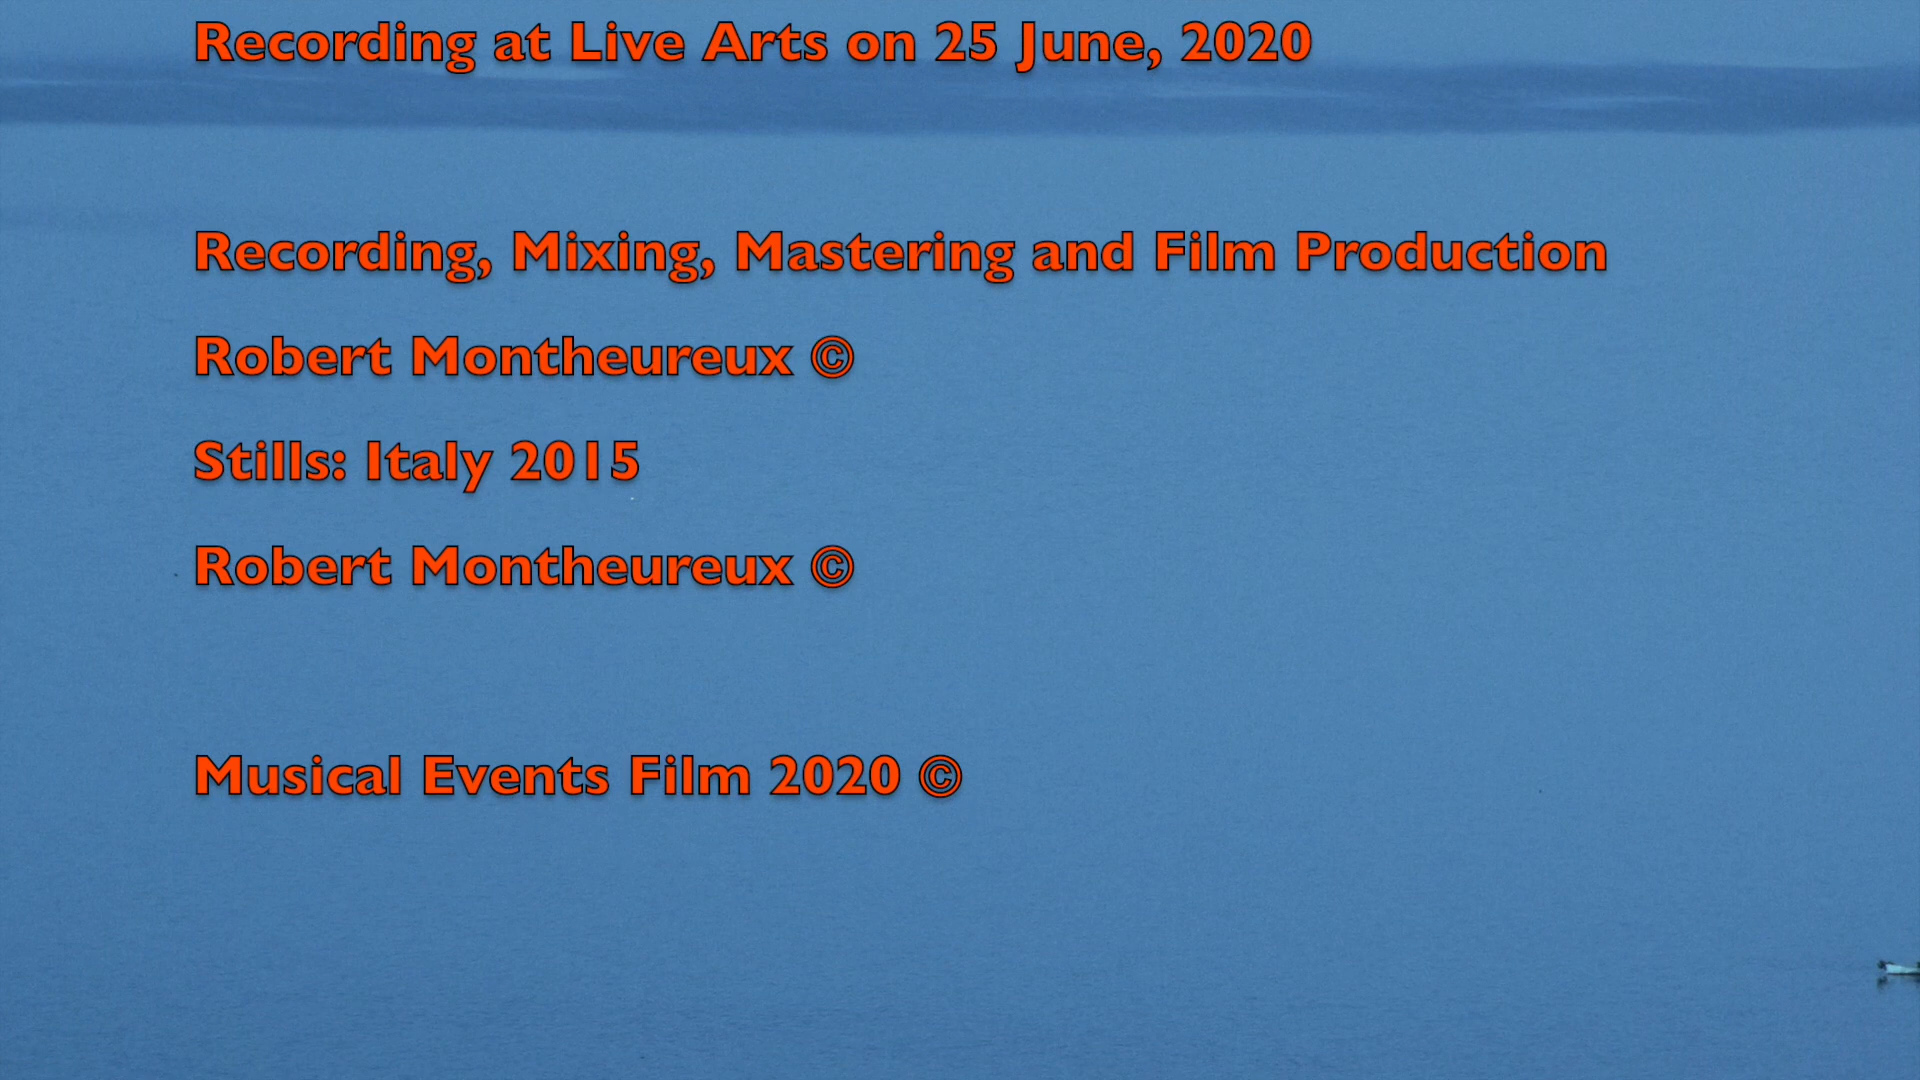 Recording at Live Arts on 25 June, 2020
Recording, Mixing, Mastering and Film Production
Robert Montheureux ©
Stills: Italy 2015
Robert Montheureux ©
Musical Events Film 2020 ©